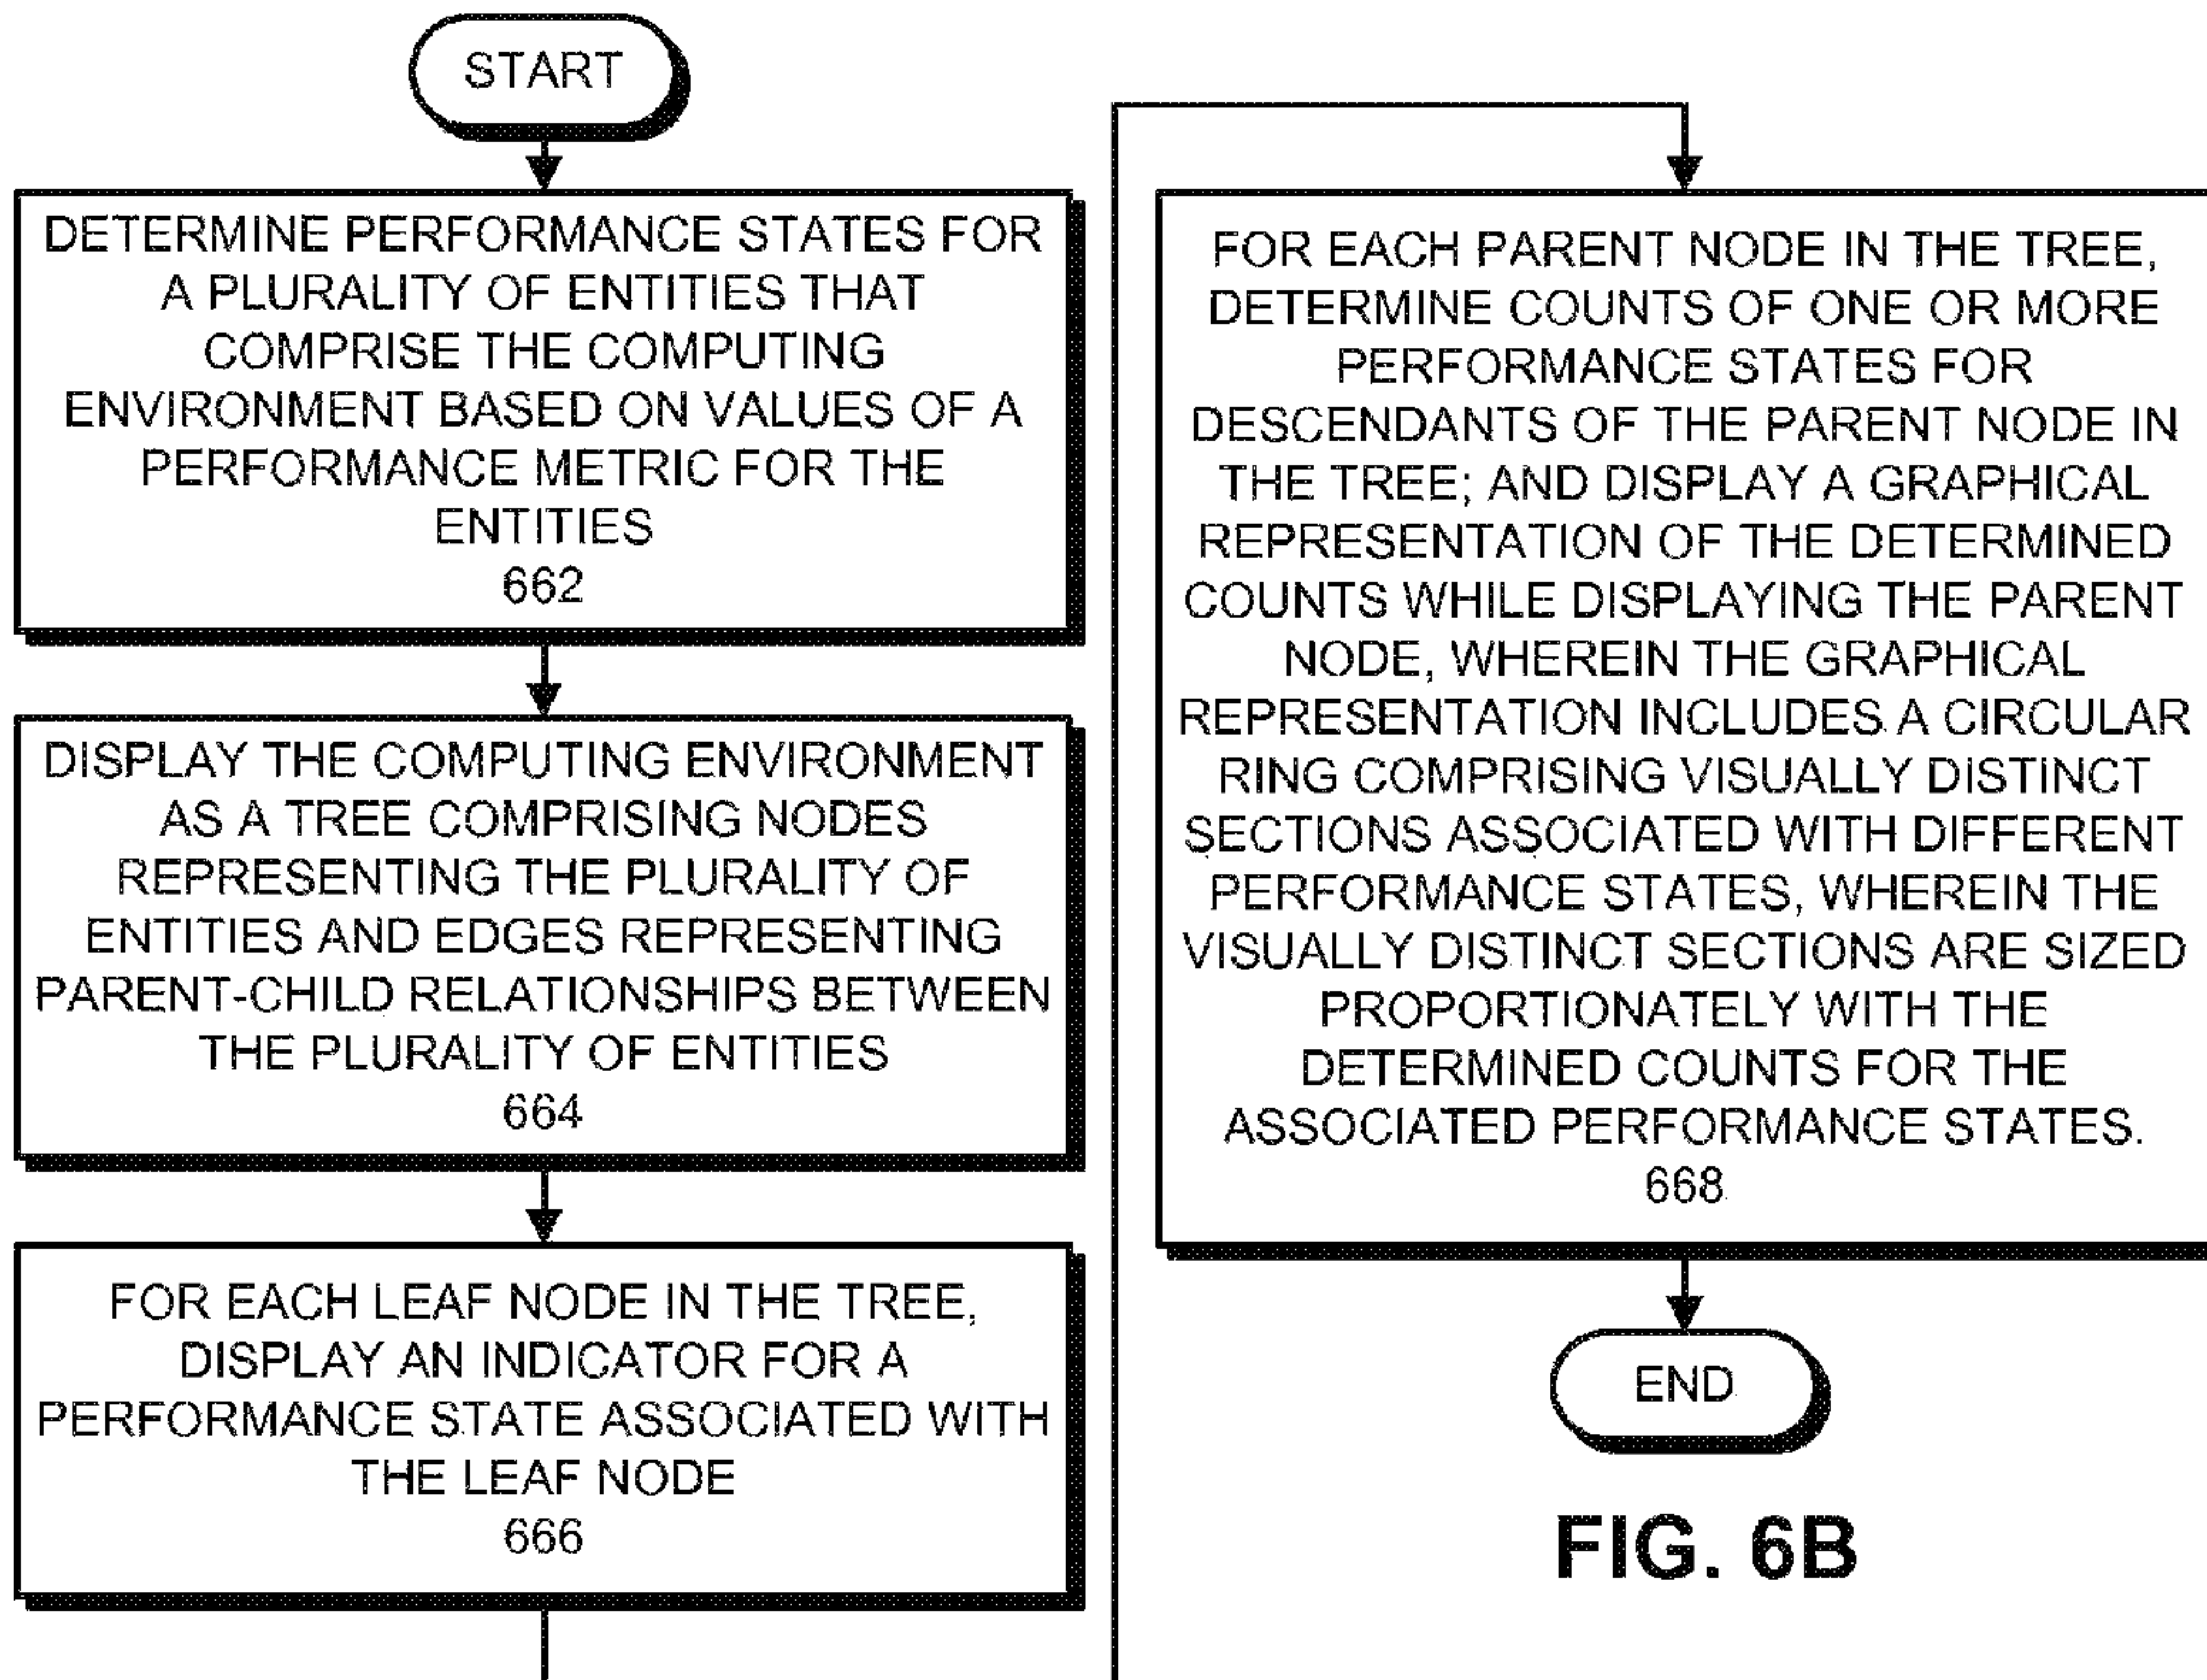 START
DETERMINE PERFORMANCE STATES FOR
A PLURALITY OF ENTITIES THAT
COMPRISE THE COMPUTING
ENVIRONMENT BASED ON VALUES OF A
PERFORMANCE METRIC FOR THE
ENTITIES
662
DISPLAY THE COMPUTING ENVIRONMENT
AS A TREE COMPRISING NODES
REPRESENTING THE PLURALITY OF
ENTITIES AND EDGES REPRESENTING
PARENT-CHILD RELATIONSHIPS BETWEEN
THE PLURALITY OF ENTITIES
664
FOR EACH LEAF NODE IN THE TREE,
DISPLAY AN INDICATOR FOR A
PERFORMANCE STATE ASSOCIATED WITH
THE LEAF NODE
666
FOR EACH PARENT NODE IN THE TREE,
DETERMINE COUNTS OF ONE OR MORE
PERFORMANCE STATES FOR
DESCENDANTS OF THE PARENT NODE IN
THE TREE; AND DISPLAY A GRAPHICAL
REPRESENTATION OF THE DETERMINED
COUNTS WHILE DISPLAYING THE PARENT
NODE, WHEREIN THE GRAPHICAL
REPRESENTATION INCLUDES A CIRCULAR
RING COMPRISING VISUALLY DISTINCT
SECTIONS ASSOCIATED WITH DIFFERENT
PERFORMANCE STATES, WHEREIN THE
VISUALLY DISTINCT SECTIONS ARE SIZED
PROPORTIONATELY WITH THE
DETERMINED COUNTS FOR THE
ASSOCIATED PERFORMANCE STATES.
668
END
FIG. 6B